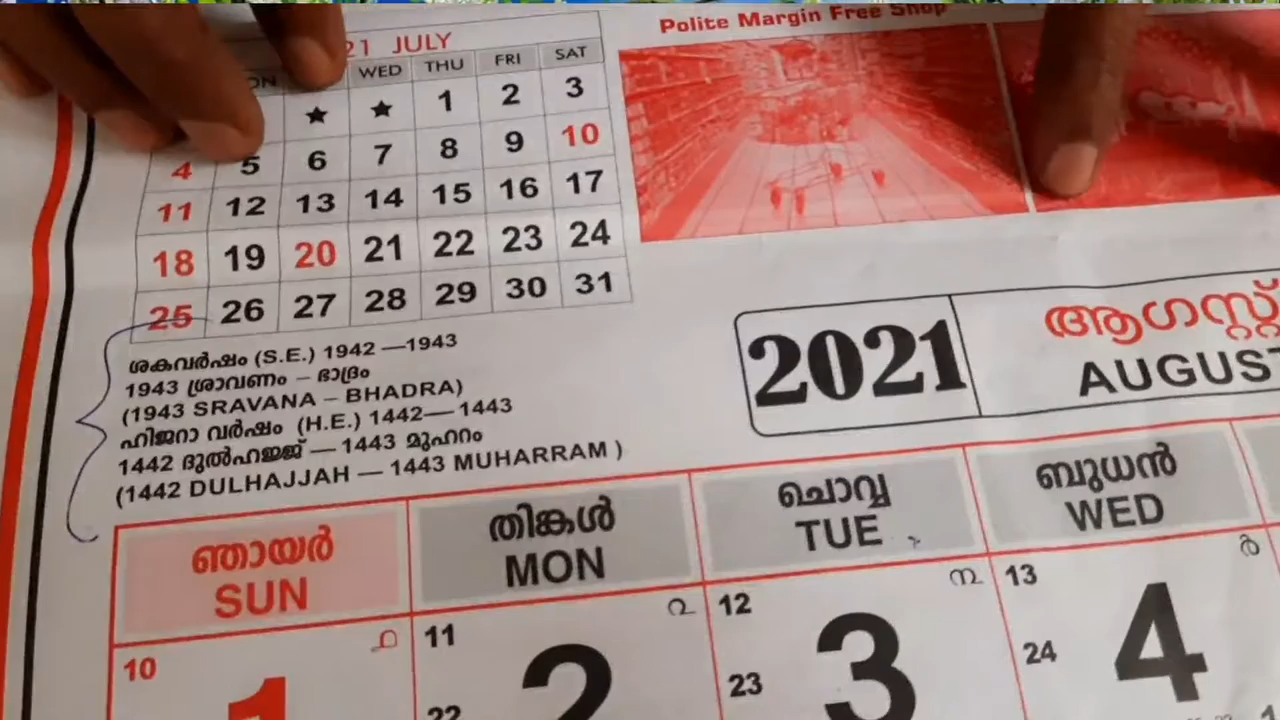 Polite Margin Free Shop
21 JULY
WED THU FRI SAT
★ ★ 1 2 3
4 5 6 7 8 9 10
11 12 13 14 15 16 17
18 19 20 21 22 23 24
25 26 27 28 29 30 31
ശകവർഷം (S.E.) 1942 —1943
1943 ശ്രാവണം – ഭാദ്രം
(1943 SRAVANA – BHADRA)
ഹിജറാ വർഷം (H.E.) 1442— 1443
1442 ദുൽഹജ്ജ് — 1443 മുഹറം
(1442 DULHAJJAH — 1443 MUHARRAM )
2021 ആഗസ്റ്റ്
AUGUST
ഞായർ തിങ്കൾ ചൊവ്വ ബുധൻ
SUN MON TUE WED
10 11 12 13
1 2 3 4
22 23 24